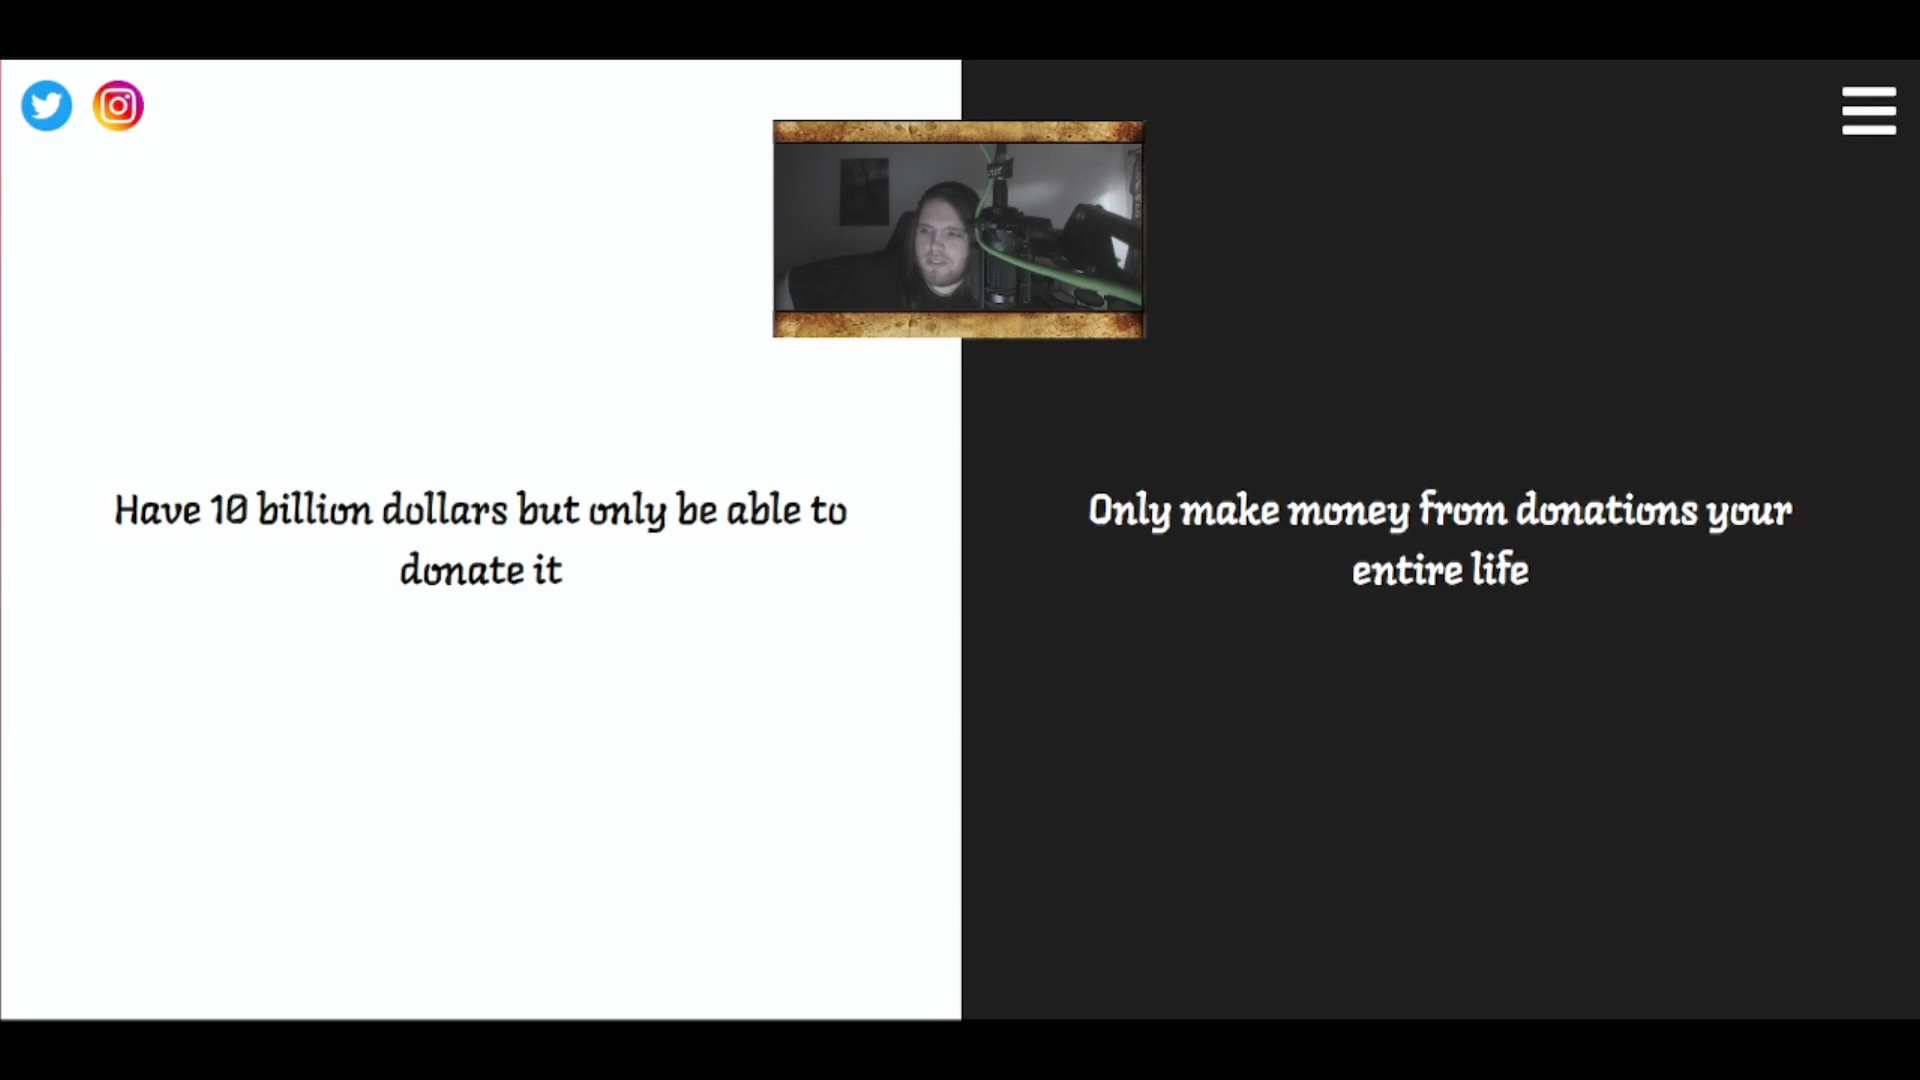 Have 10 billion dollars but only be able to
donate it
Only make money from donations your
entire life